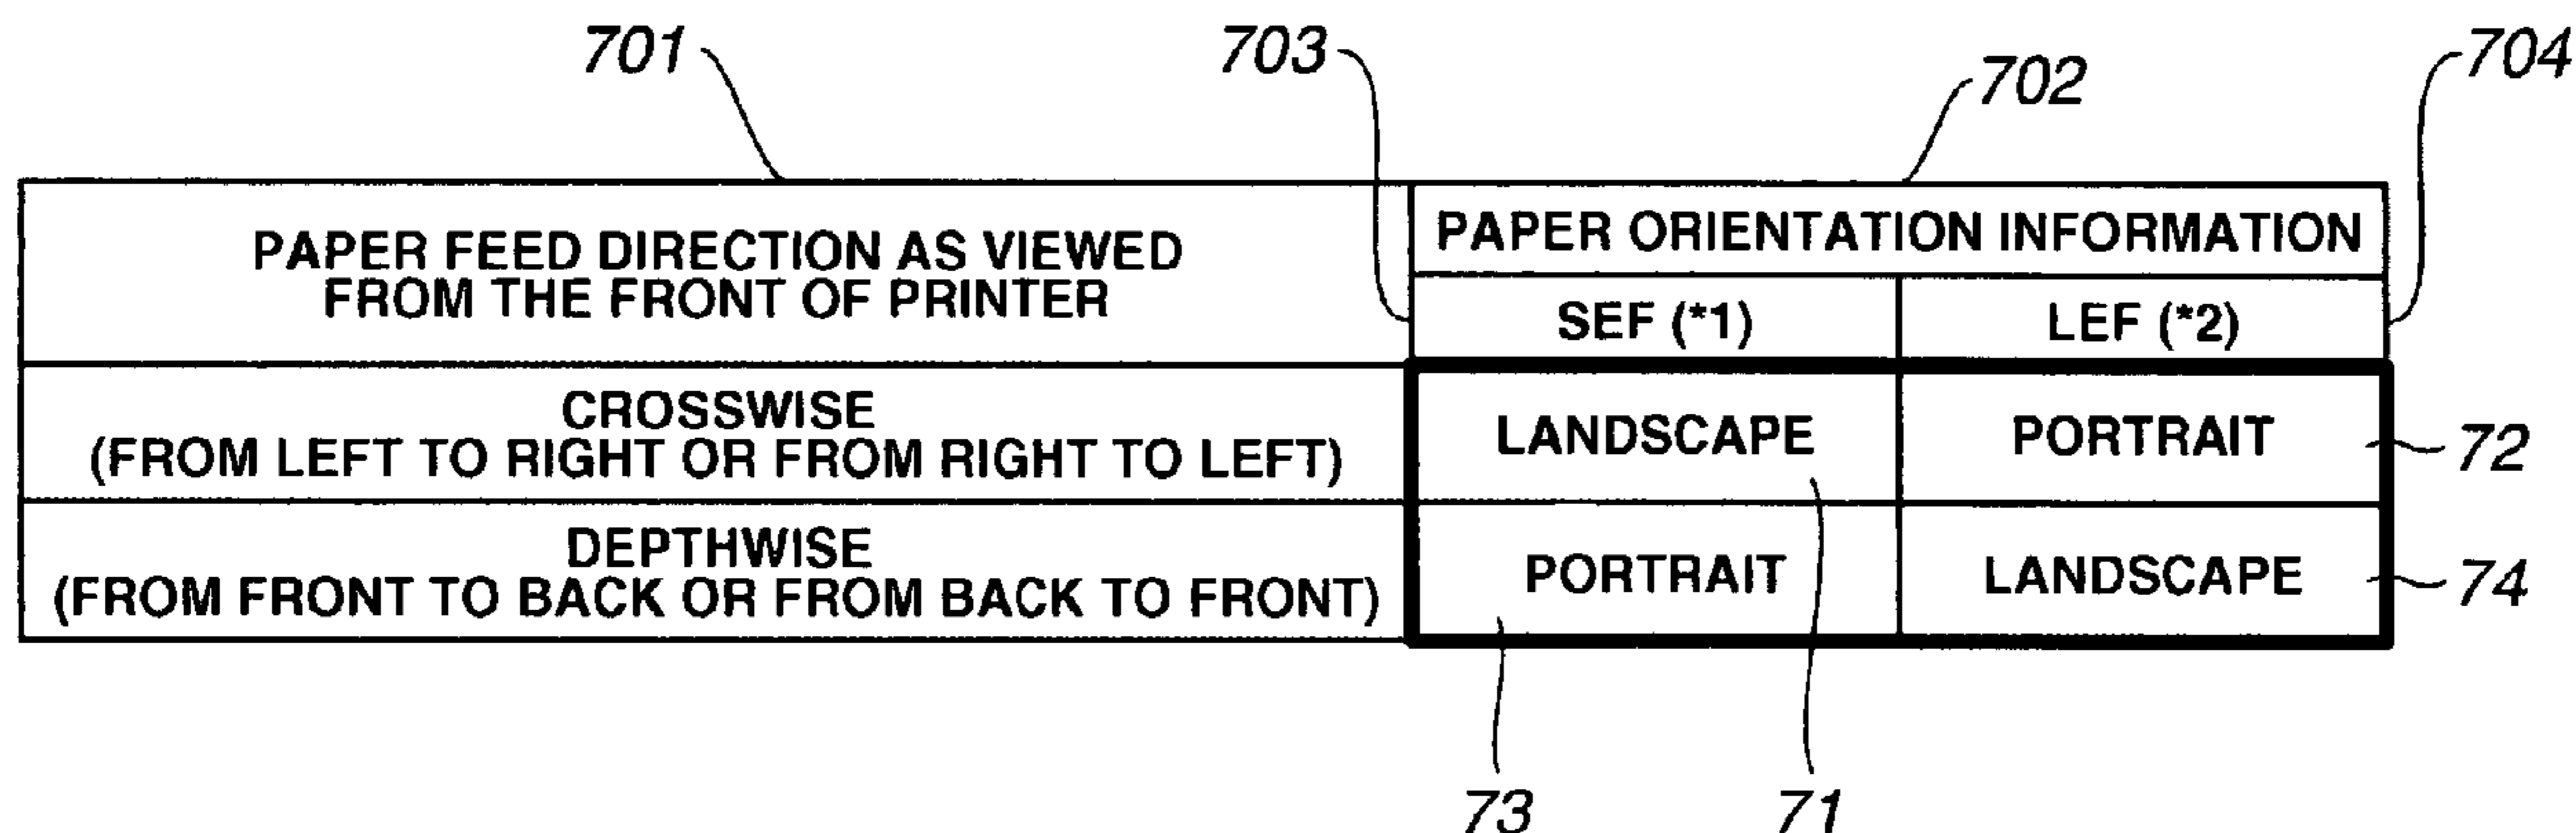 701
703
702
704
PAPER FEED DIRECTION AS VIEWED
FROM THE FRONT OF PRINTER
PAPER ORIENTATION INFORMATION
SEF (*1)
LEF (*2)
CROSSWISE
(FROM LEFT TO RIGHT OR FROM RIGHT TO LEFT)
LANDSCAPE
PORTRAIT
72
DEPTHWISE
(FROM FRONT TO BACK OR FROM BACK TO FRONT)
PORTRAIT
LANDSCAPE
74
73
71